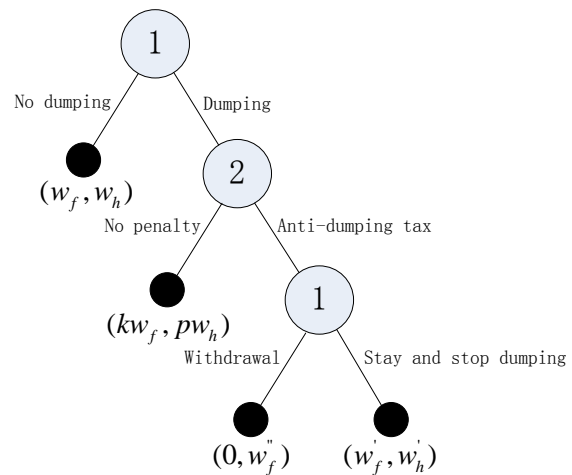 1
No dumping
Dumping
(w_f, w_h)
2
No penalty
Anti-dumping tax
(kw_f, pw_h)
1
Withdrawal
Stay and stop dumping
(0, w''_f)
(w'_f, w'_h)